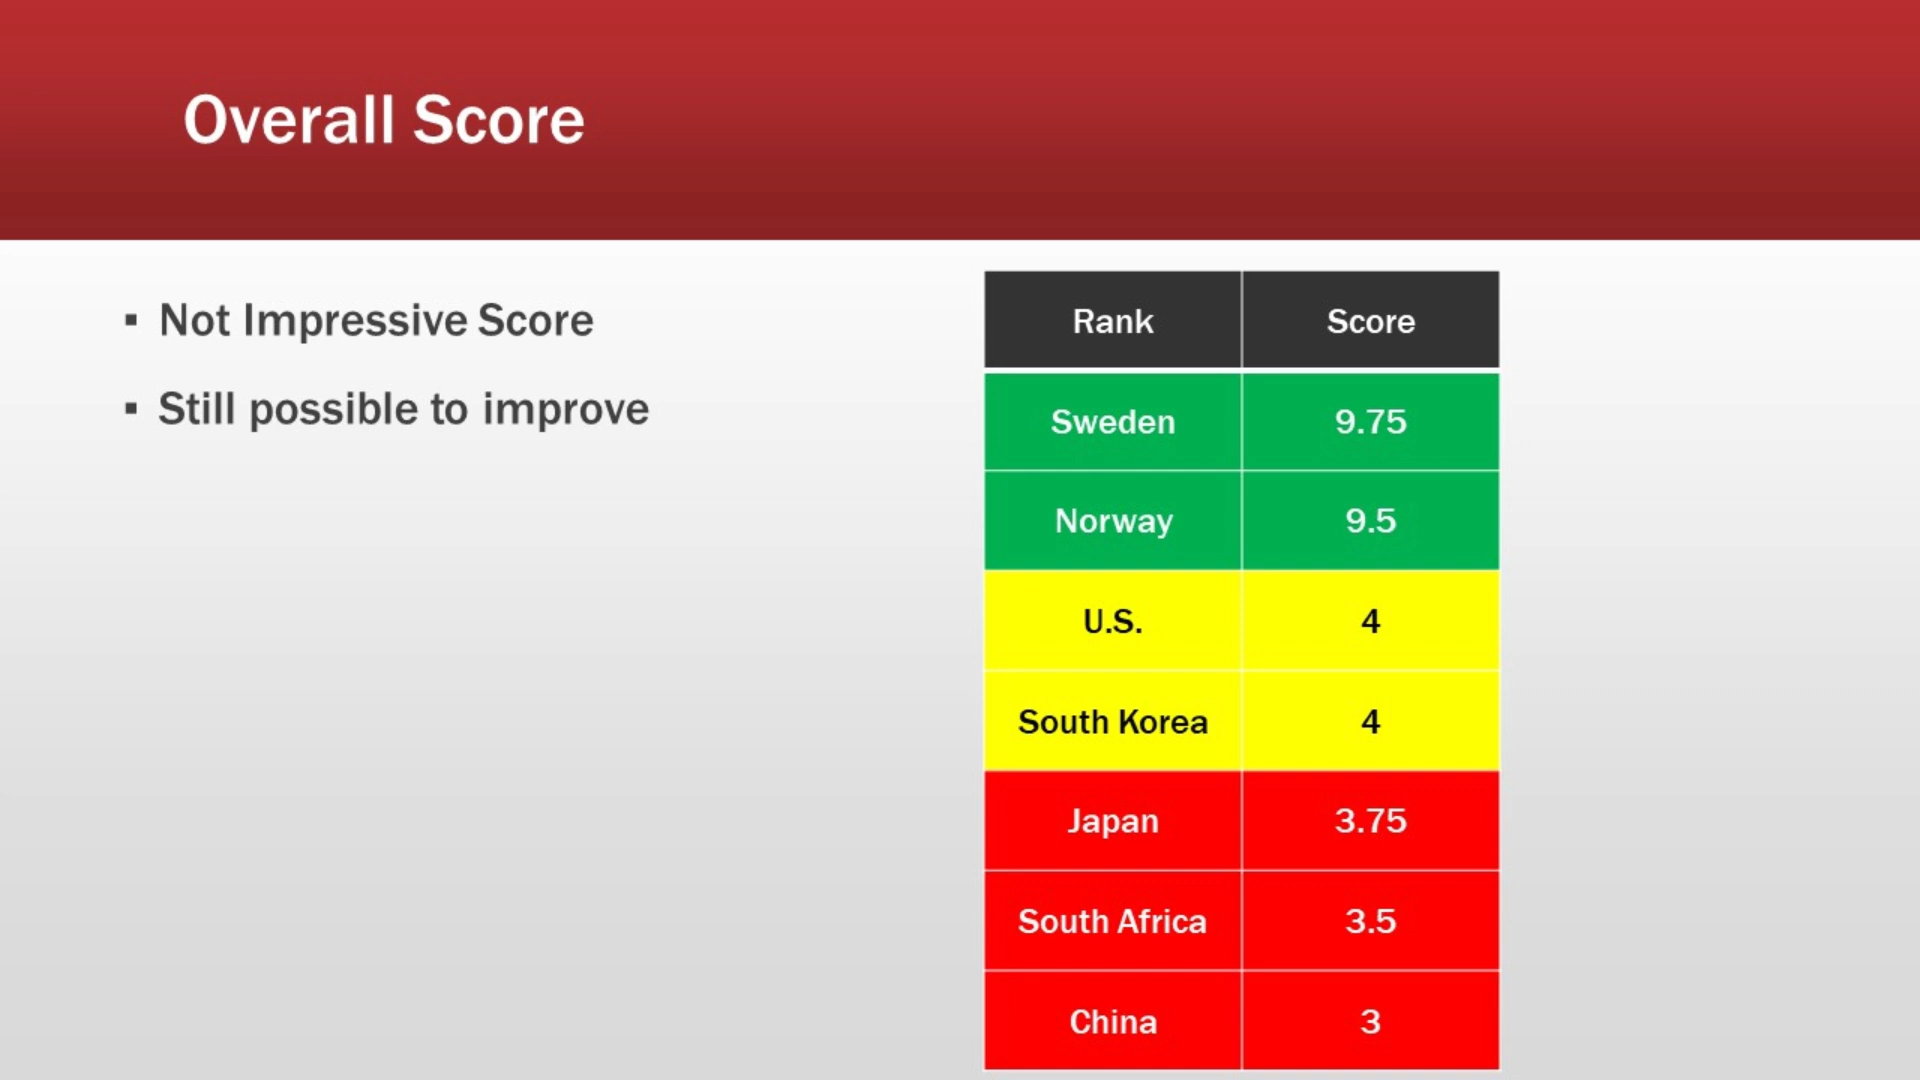 Overall Score
▪ Not Impressive Score
▪ Still possible to improve
Rank Score
Sweden 9.75
Norway 9.5
U.S. 4
South Korea 4
Japan 3.75
South Africa 3.5
China 3